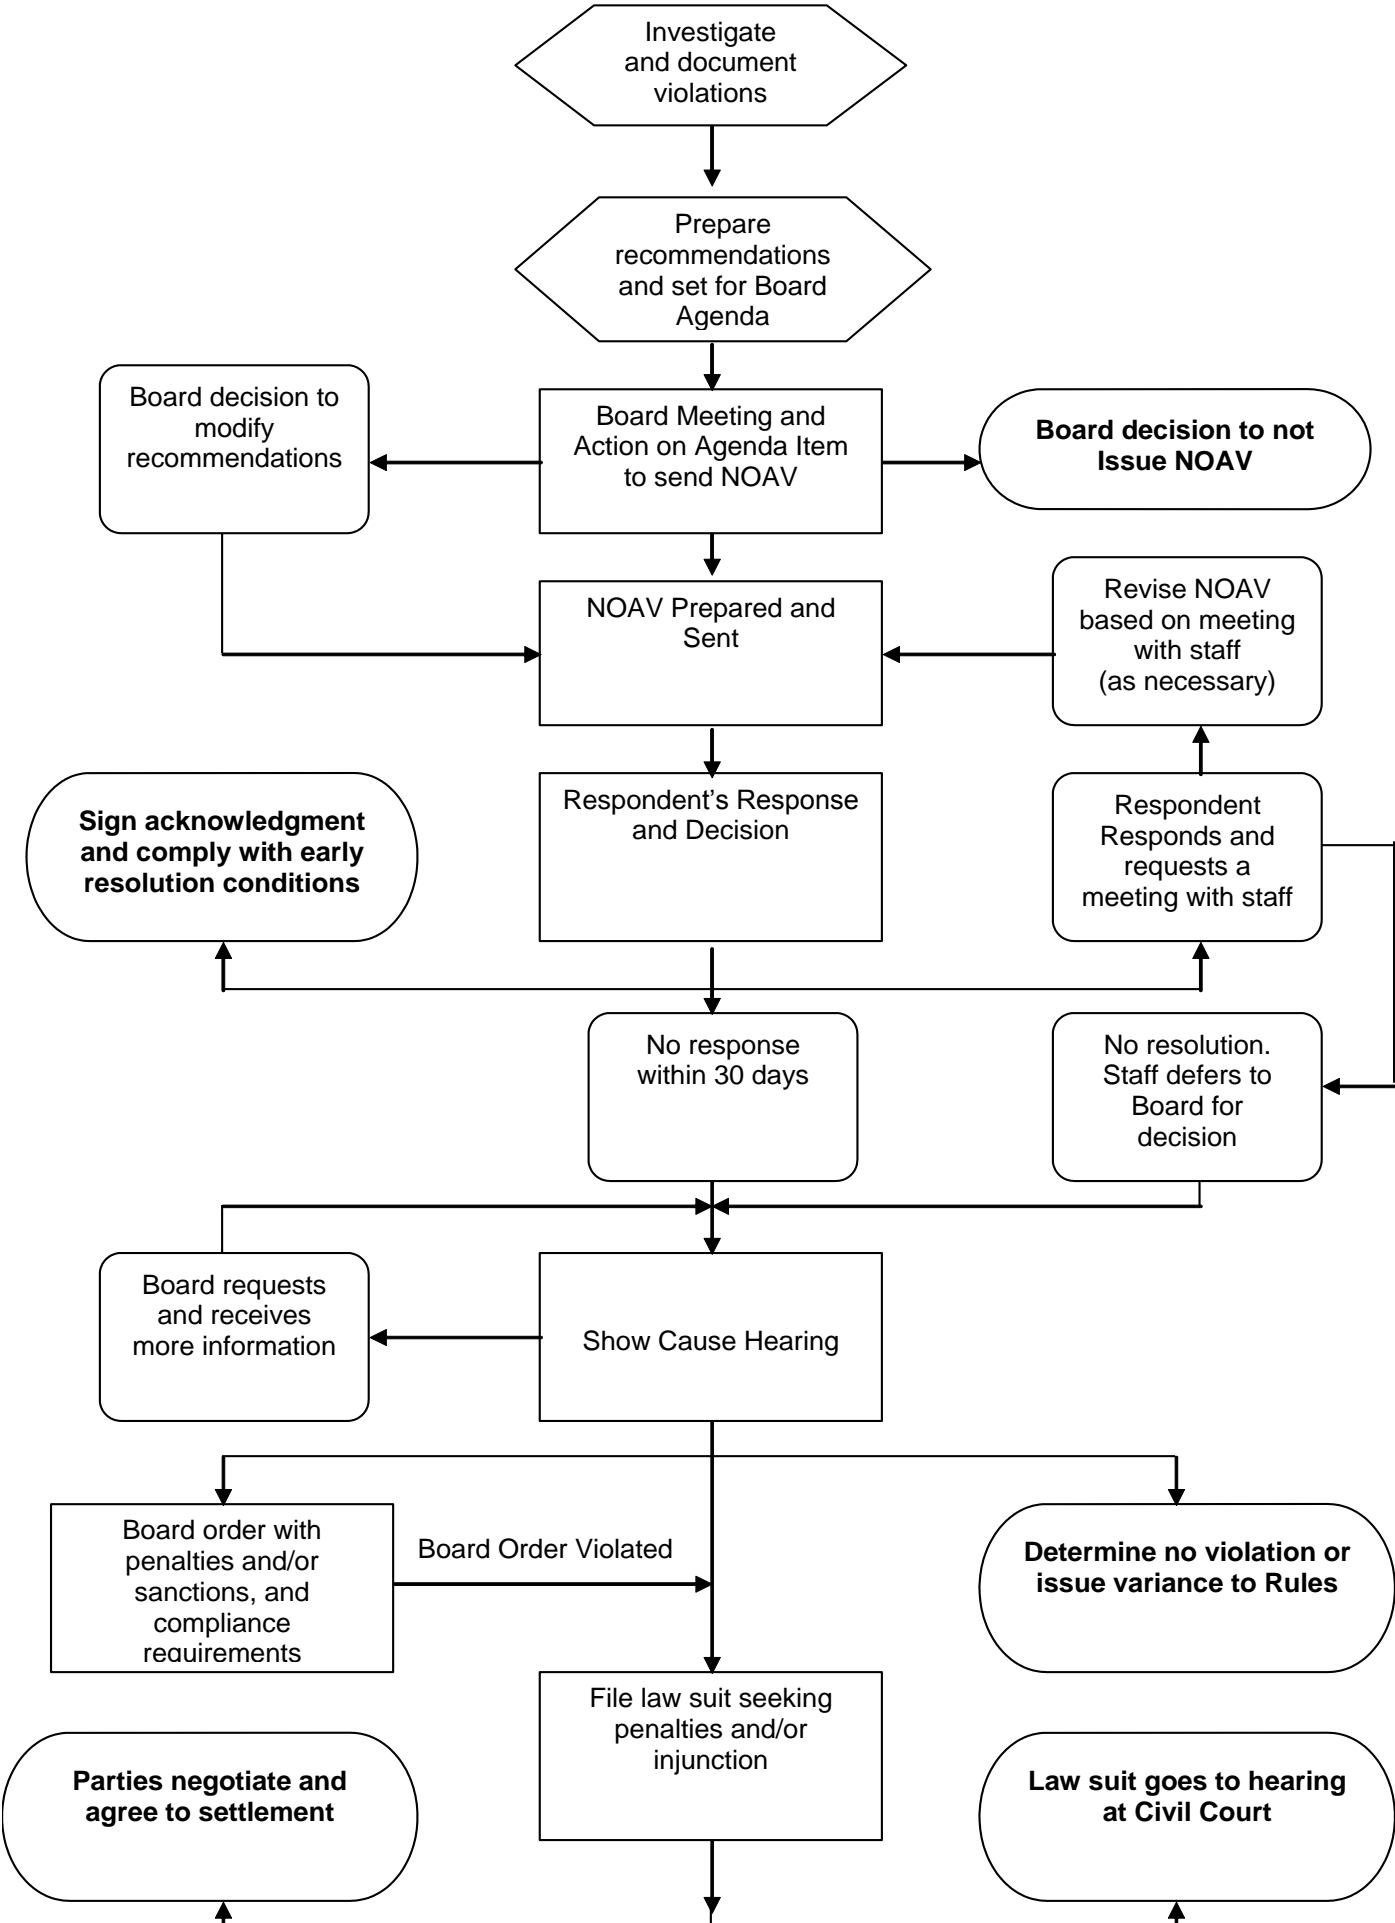 Investigate
and document
violations
Prepare
recommendations
and set for Board
Agenda
Board decision to
modify
recommendations
Board Meeting and
Action on Agenda Item
to send NOAV
Board decision to not
Issue NOAV
NOAV Prepared and
Sent
Revise NOAV
based on meeting
with staff
(as necessary)
Sign acknowledgment
and comply with early
resolution conditions
Respondent’s Response
and Decision
Respondent
Responds and
requests a
meeting with staff
No response
within 30 days
No resolution.
Staff defers to
Board for
decision
Board requests
and receives
more information
Show Cause Hearing
Board order with
penalties and/or
sanctions, and
compliance
requirements
Board Order Violated
Determine no violation or
issue variance to Rules
File law suit seeking
penalties and/or
injunction
Parties negotiate and
agree to settlement
Law suit goes to hearing
at Civil Court